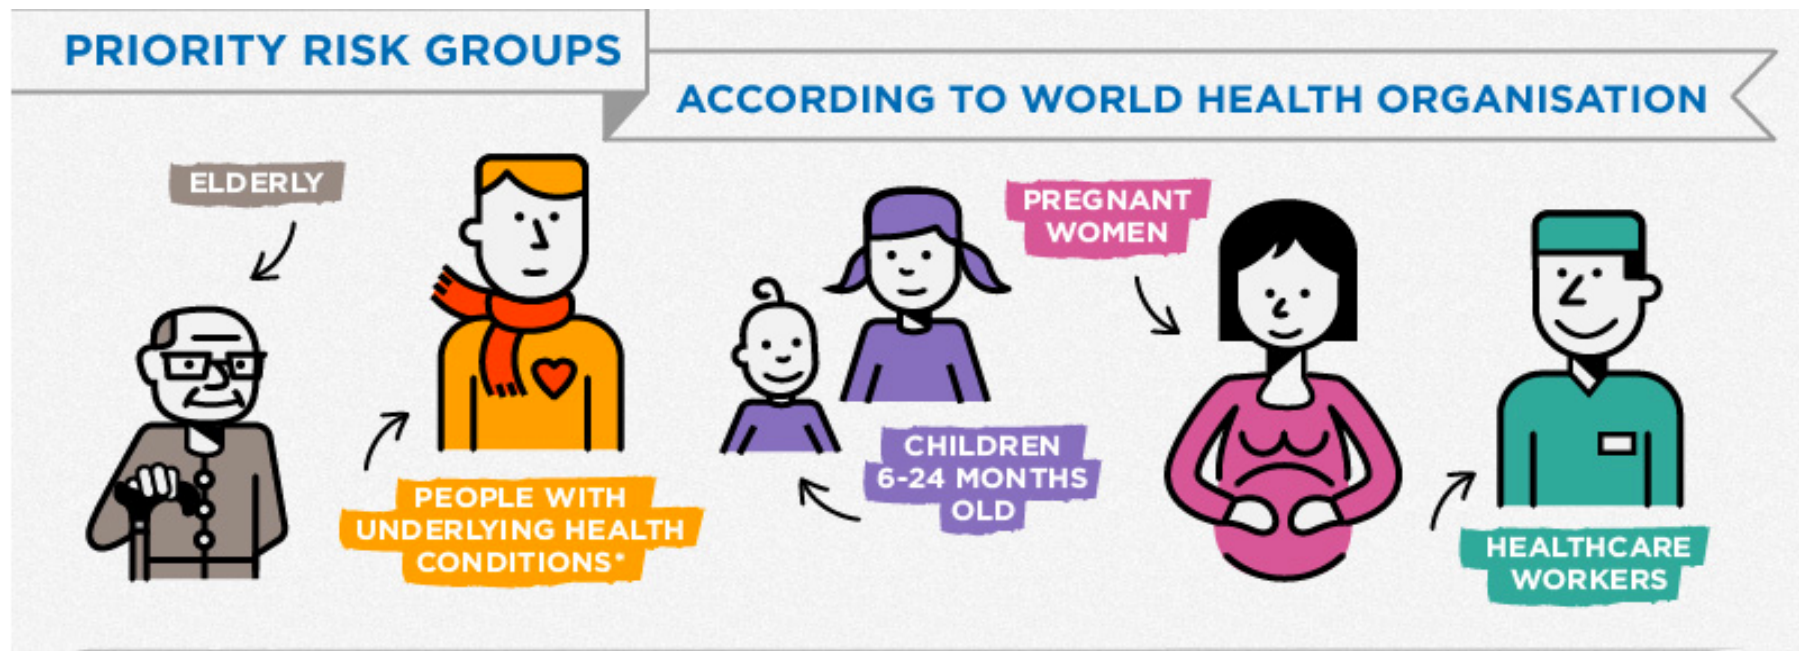 PRIORITY RISK GROUPS
ACCORDING TO WORLD HEALTH ORGANISATION
ELDERLY
PEOPLE WITH
UNDERLYING HEALTH
CONDITIONS*
CHILDREN
6-24 MONTHS
OLD
PREGNANT
WOMEN
HEALTHCARE
WORKERS